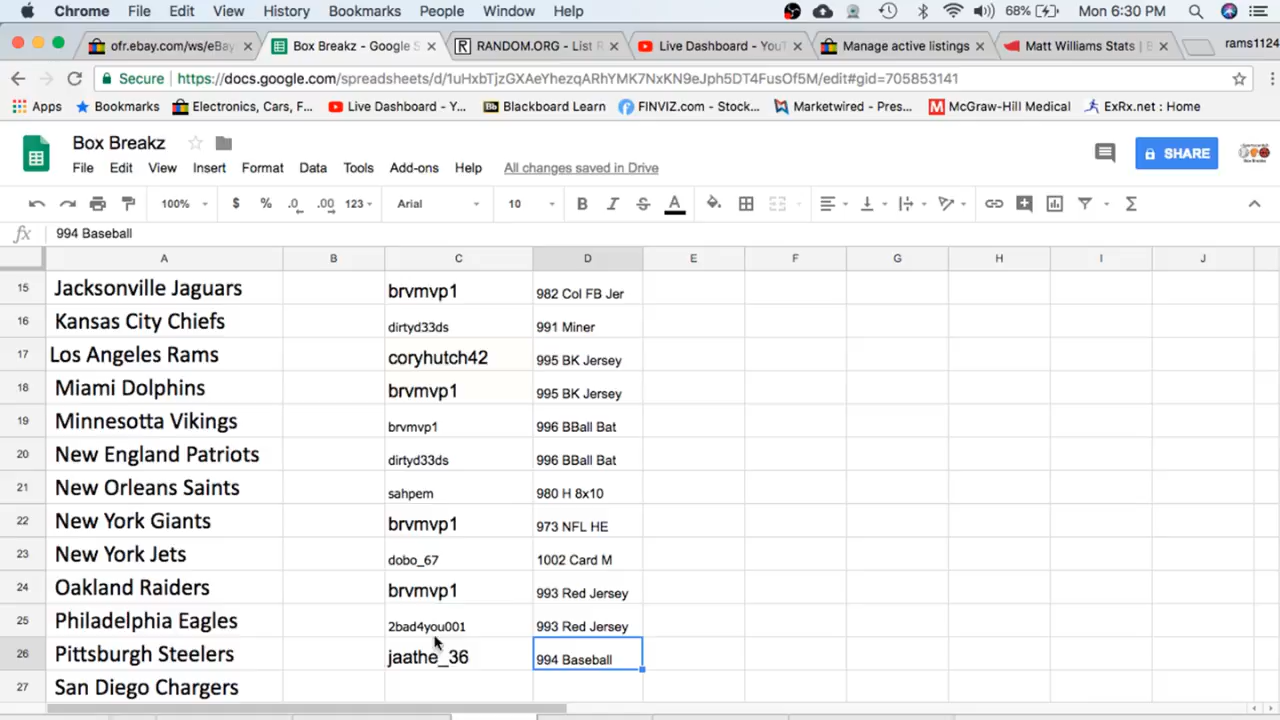 Chrome File Edit View History Bookmarks People Window Help 68% Mon 6:30 PM
ofr.ebay.com/ws/eBay Box Breakz - Google S RANDOM.ORG - List R Live Dashboard - YouT Manage active listings Matt Williams Stats | B rams1124
Secure https://docs.google.com/spreadsheets/d/1uHxbTjzGXAeYhezqARhYMK7NxKN9eJph5DT4FusOf5M/edit#gid=705853141
Apps Bookmarks Electronics, Cars, F... Live Dashboard - Y... Blackboard Learn FINVIZ.com - Stock... Marketwired - Pres... McGraw-Hill Medical ExRx.net : Home
Box Breakz
File Edit View Insert Format Data Tools Add-ons Help All changes saved in Drive SHARE
100% $ % .0 .00 123 Arial 10 B I S A
fx 994 Baseball
A B C D E F G H I J
15 Jacksonville Jaguars brvmvp1 982 Col FB Jer
16 Kansas City Chiefs dirtyd33ds 991 Miner
17 Los Angeles Rams coryhutch42 995 BK Jersey
18 Miami Dolphins brvmvp1 995 BK Jersey
19 Minnesotta Vikings brvmvp1 996 BBall Bat
20 New England Patriots dirtyd33ds 996 BBall Bat
21 New Orleans Saints sahpem 980 H 8x10
22 New York Giants brvmvp1 973 NFL HE
23 New York Jets dobo_67 1002 Card M
24 Oakland Raiders brvmvp1 993 Red Jersey
25 Philadelphia Eagles 2bad4you001 993 Red Jersey
26 Pittsburgh Steelers jaathe_36 994 Baseball
27 San Diego Chargers